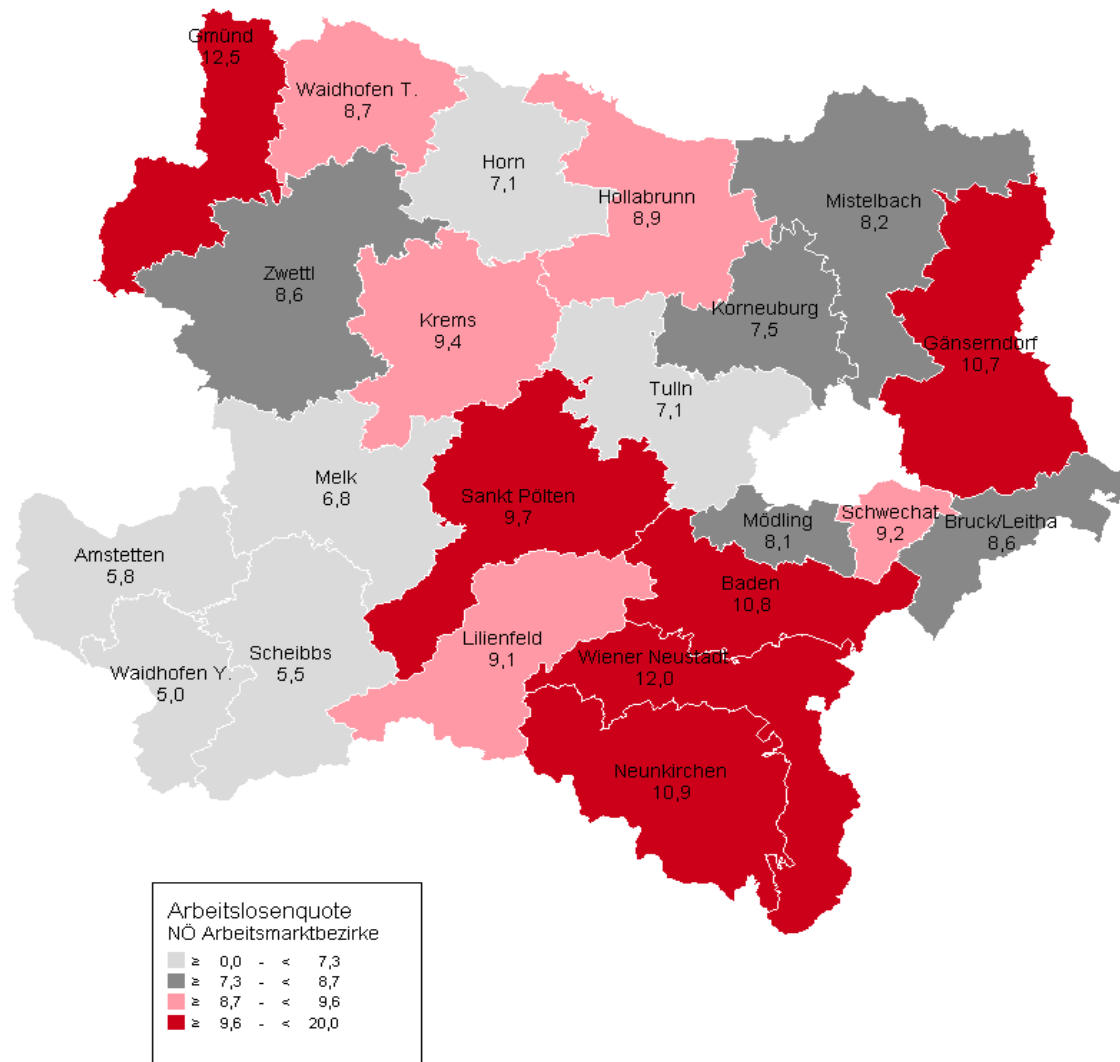 Gmünd
12,5
Waidhofen T.
8,7
Horn
7,1
Hollabrunn
8,9
Mistelbach
8,2
Zwettl
8,6
Krems
9,4
Korneuburg
7,5
Gänserndorf
10,7
Tulln
7,1
Melk
6,8
Sankt Pölten
9,7
Mödling
8,1
Schwechat
9,2
Bruck/Leitha
8,6
Amstetten
5,8
Baden
10,8
Waidhofen Y.
5,0
Scheibbs
5,5
Lilienfeld
9,1
Wiener Neustadt
12,0
Neunkirchen
10,9
Arbeitslosenquote
NÖ Arbeitsmarktbezirke
≥ 0,0 - < 7,3
≥ 7,3 - < 8,7
≥ 8,7 - < 9,6
≥ 9,6 - < 20,0